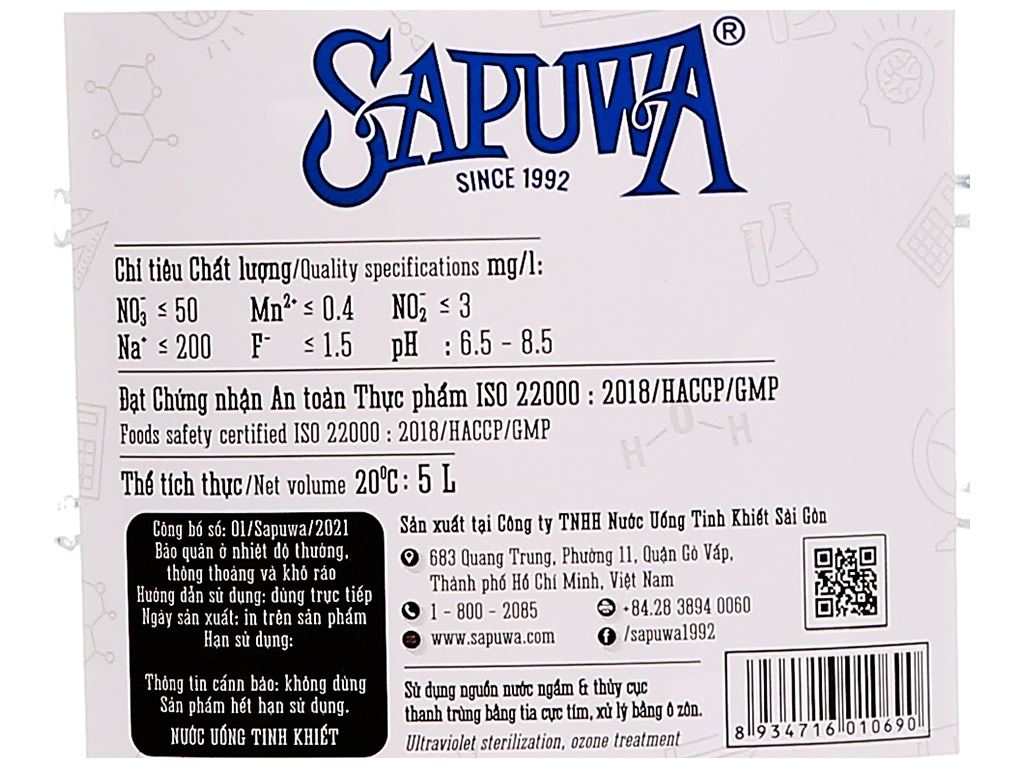 SAPUWA®
SINCE 1992
Chỉ tiêu Chất lượng/Quality specifications mg/l:
NO₃⁻ ≤ 50 Mn²⁺ ≤ 0.4 NO₂⁻ ≤ 3
Na⁺ ≤ 200 F⁻ ≤ 1.5 pH : 6.5 - 8.5
Đạt Chứng nhận An toàn Thực phẩm ISO 22000 : 2018/HACCP/GMP
Foods safety certified ISO 22000 : 2018/HACCP/GMP
H O H
Thể tích thực/Net volume 20⁰C: 5 L
Công bố số: 01/Sapuwa/2021
Bảo quản ở nhiệt độ thường,
thông thoáng và khô ráo
Hướng dẫn sử dụng: dùng trực tiếp
Ngày sản xuất: in trên sản phẩm
Hạn sử dụng:
Thông tin cánn báo: không dùng
Sản phẩm hết hạn sử dụng.
NƯỚC UỐNG TINH KHIẾT
Sản xuất tại Công ty TNHH Nước Uống Tinh Khiết Sài Gòn
683 Quang Trung, Phường 11, Quận Gò Vấp,
Thành phố Hồ Chí Minh, Việt Nam
1 - 800 - 2085 +84.28 3894 0060
www.sapuwa.com /sapuwa1992
Sử dụng nguồn nước ngầm & thủy cục
thanh trùng bằng tia cực tím, xử lý bằng ô zôn.
Ultraviolet sterilization, ozone treatment
8 934716 010690